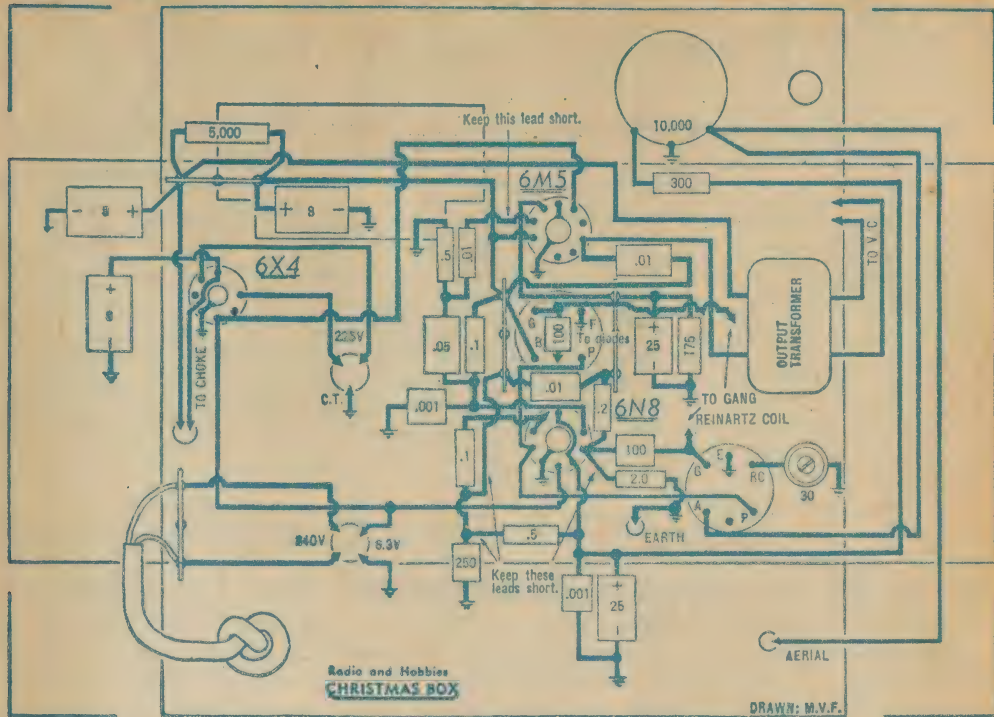 5,000
Keep this lead short.
10,000
6M5
300
- 8 +
+ 8 -
6X4
.5
.01
.01
TO V C
+
8
-
225V
.05
.1
G
100
F
To diodes
B
P
+
25
-
175
OUTPUT
TRANSFORMER
TO CHOKE
C.T.
.01
TO GANG
.001
.2
6N8
REINARTZ COIL
.1
100
G
E
RC
2.0
30
A
P
240V
6.3V
EARTH
.5
250
Keep these
leads short.
.001
+
25
-
AERIAL
Radio and Hobbies
CHRISTMAS BOX
DRAWN: M.V.F.